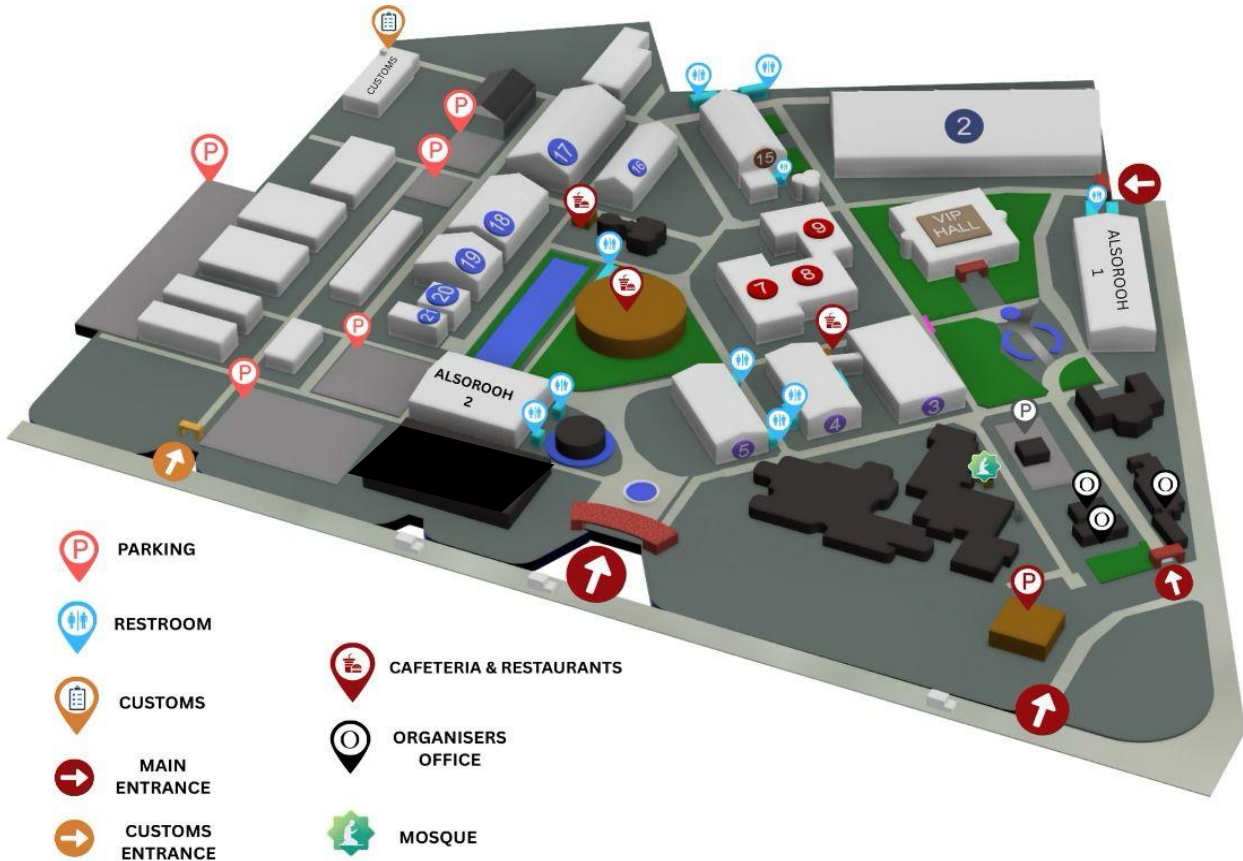 CUSTOMS
P
P
P
17
16
15
2
18
19
20
21
9
7
8
VIP
HALL
ALSOROOH
1
P
P
ALSOROOH
2
5
4
3
P
O
O
O
P
P PARKING
RESTROOM
CUSTOMS
MAIN
ENTRANCE
CUSTOMS
ENTRANCE
CAFETERIA & RESTAURANTS
O ORGANISERS
OFFICE
MOSQUE